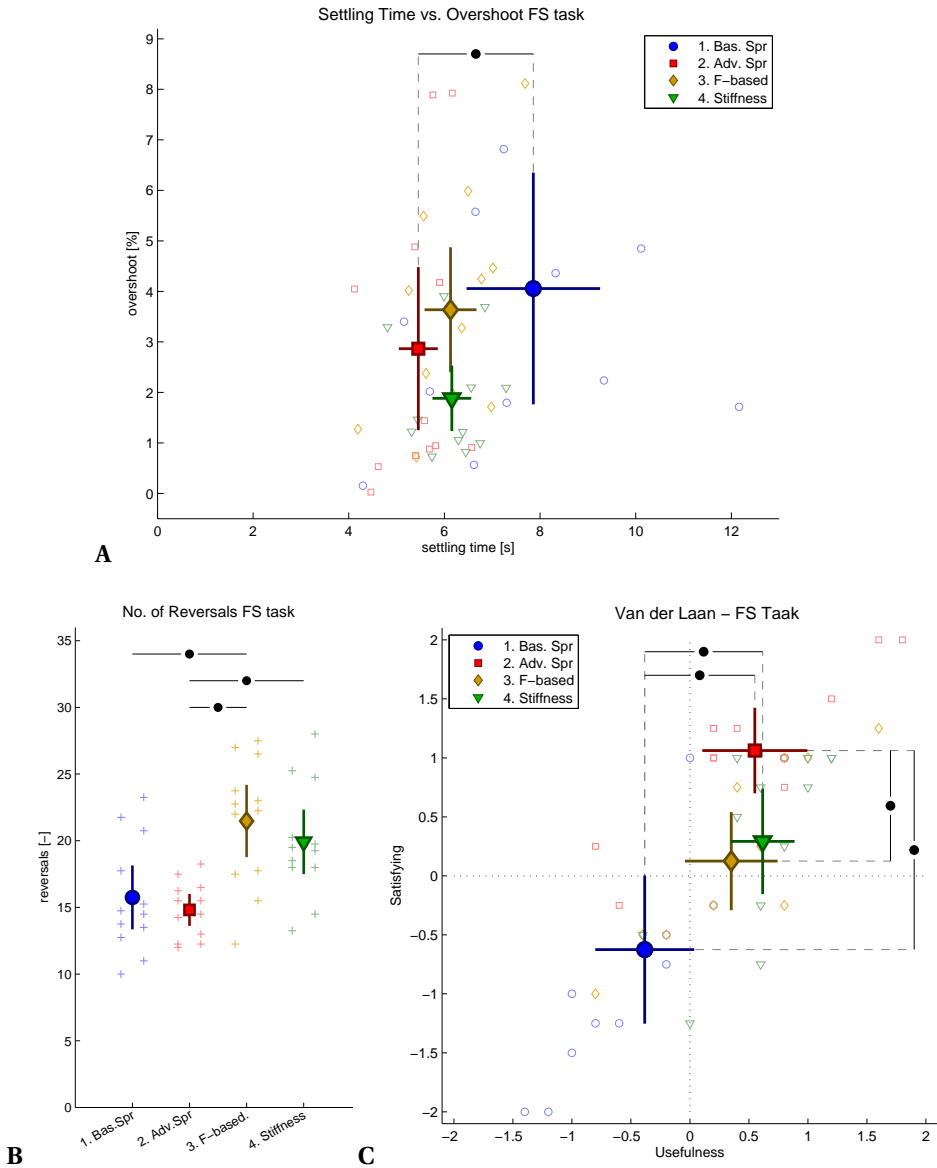 Settling Time vs. Overshoot FS task
9
8
7
6
5
4
3
2
1
0
overshoot [%]
1. Bas. Spr
2. Adv. Spr
3. F−based
4. Stiffness
0 2 4 6 8 10 12
settling time [s]
A
No. of Reversals FS task
35
30
25
20
15
10
5
0
reversals [−]
1. Bas.Spr
2. Adv.Spr
3. F−based.
4. Stiffness
B
Van der Laan − FS Taak
2
1.5
1
0.5
0
−0.5
−1
−1.5
−2
Satisfying
1. Bas. Spr
2. Adv. Spr
3. F−based
4. Stiffness
−2 −1.5 −1 −0.5 0 0.5 1 1.5 2
Usefulness
C